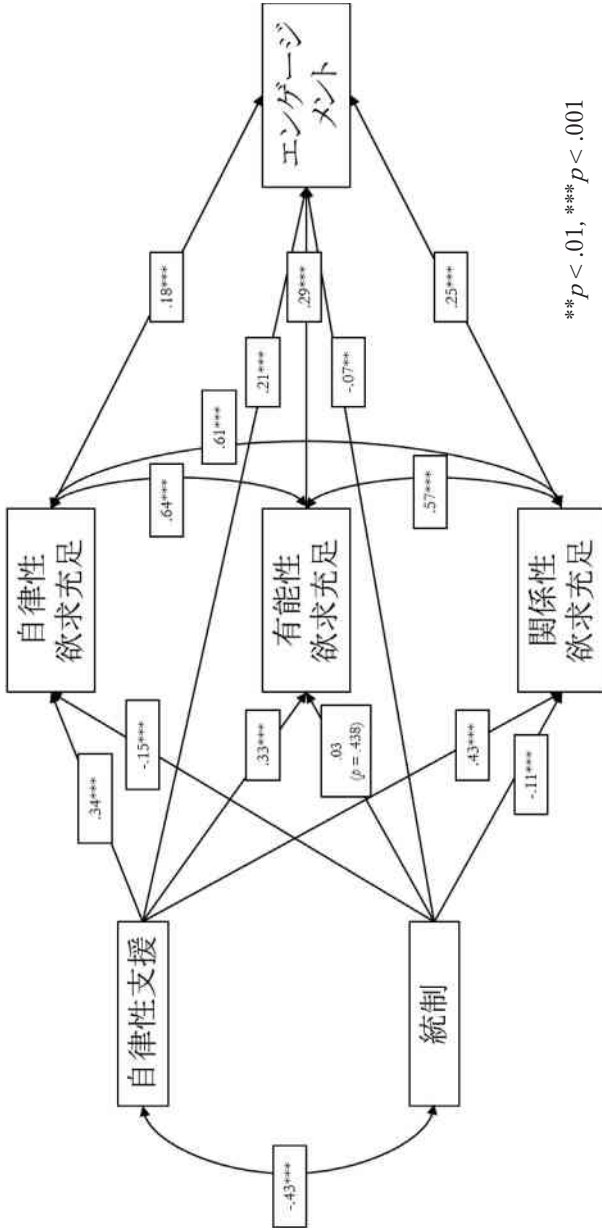 -.43***
自律性支援
統制
.34***
-.15***
.33***
.03
(p = .438)
.43***
-.11***
自律性
欲求充足
有能性
欲求充足
関係性
欲求充足
.64***
.61***
.57***
.18***
.21***
.29***
-.07**
.25***
エンゲージ
メント
**p < .01, ***p < .001